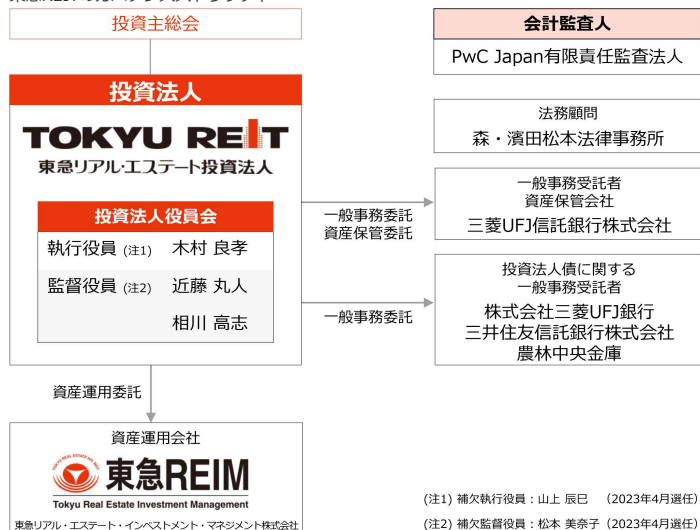 投資主総会
投資法人
TOKYU REIT
東急リアル・エステート投資法人
投資法人役員会
執行役員 (注1) 木村 良孝
監督役員 (注2) 近藤 丸人
相川 高志
一般事務委託
資産保管委託
一般事務委託
資産運用委託
資産運用会社
TOKYU REAL ESTATE INV. MNG.
東急REIM
Tokyu Real Estate Investment Management
東急リアル・エステート・インベストメント・マネジメント株式会社
会計監査人
PwC Japan有限責任監査法人
法務顧問
森・濱田松本法律事務所
一般事務受託者
資産保管会社
三菱UFJ信託銀行株式会社
投資法人債に関する
一般事務受託者
株式会社三菱UFJ銀行
三井住友信託銀行株式会社
農林中央金庫
(注1) 補欠執行役員：山上 辰巳 （2023年4月選任）
(注2) 補欠監督役員：松本 美奈子（2023年4月選任）